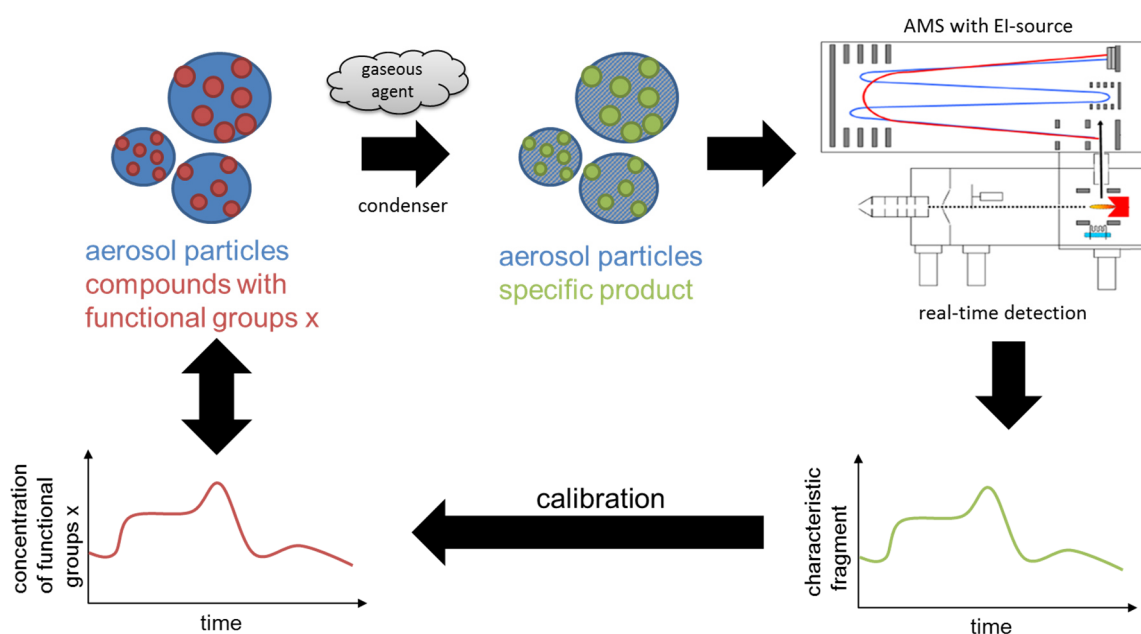 AMS with EI-source
gaseous
agent
condenser
aerosol particles
compounds with
functional groups x
aerosol particles
specific product
real-time detection
concentration
of functional
groups x
time
calibration
characteristic
fragment
time